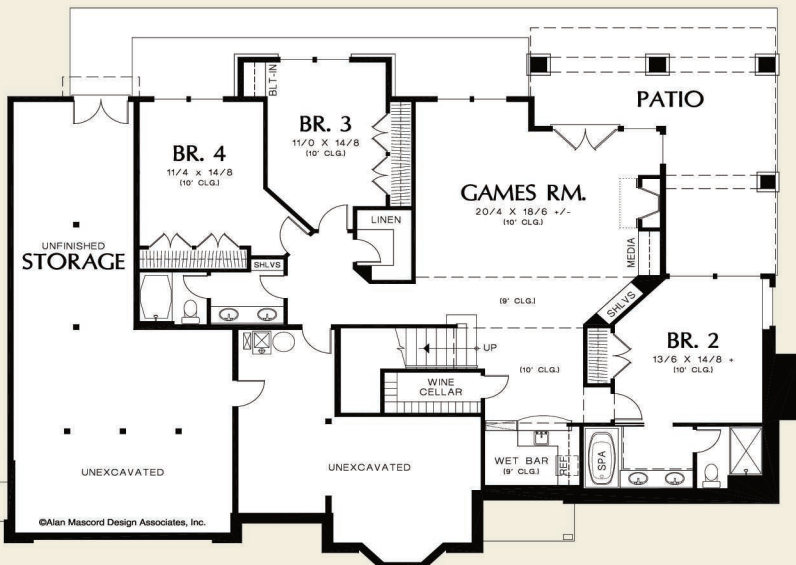 BLT-IN
PATIO
BR. 3
11/0 X 14/8
(10' CLG.)
BR. 4
11/4 x 14/8
(10' CLG.)
GAMES RM.
20/4 X 18/6 +/-
(10' CLG.)
LINEN
UNFINISHED
STORAGE
MEDIA
SHLVS
(9' CLG.)
SHLVS
BR. 2
13/6 X 14/8 +
(10' CLG.)
UP
(10' CLG.)
WINE
CELLAR
WET BAR
(9' CLG.)
REF.
SPA
UNEXCAVATED
UNEXCAVATED
©Alan Mascord Design Associates, Inc.